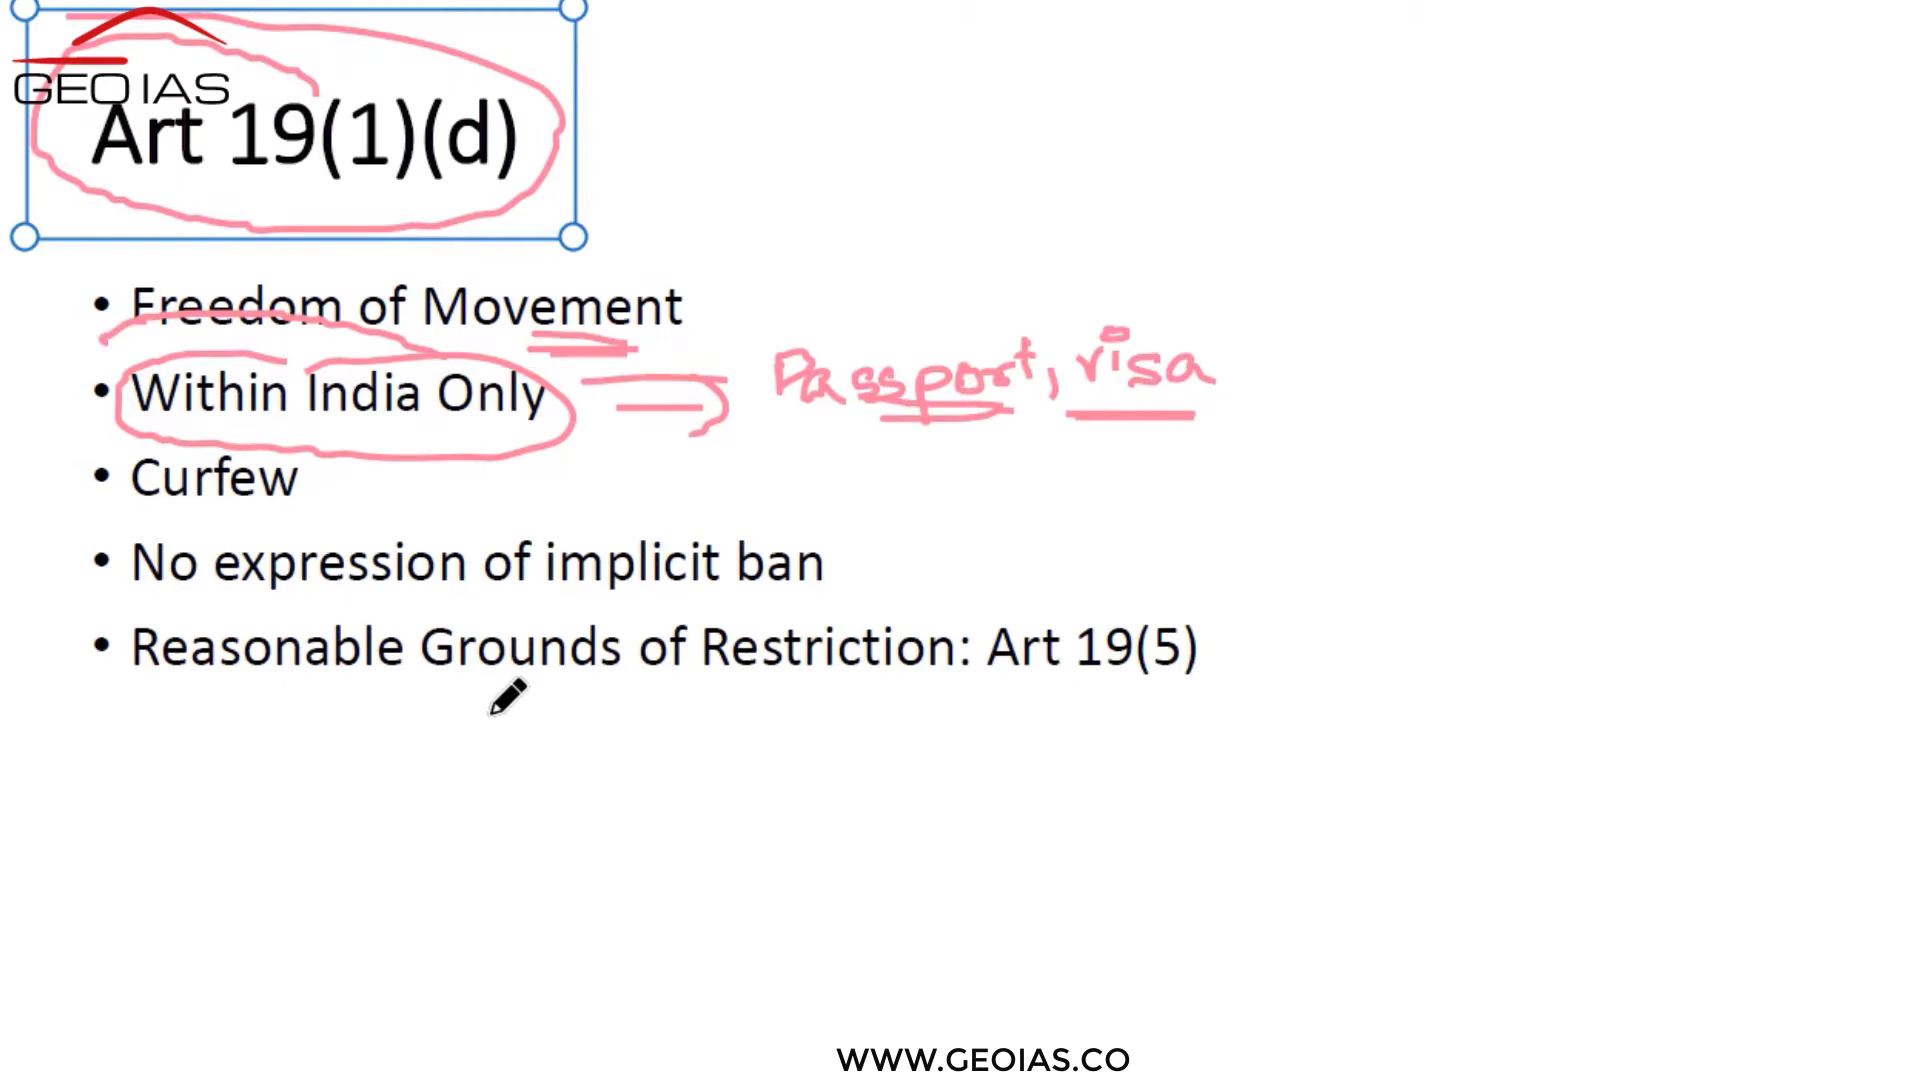 GEO IAS
Art 19(1)(d)
• Freedom of Movement
• Within India Only
Passport, visa
• Curfew
• No expression of implicit ban
• Reasonable Grounds of Restriction: Art 19(5)
WWW.GEOIAS.CO